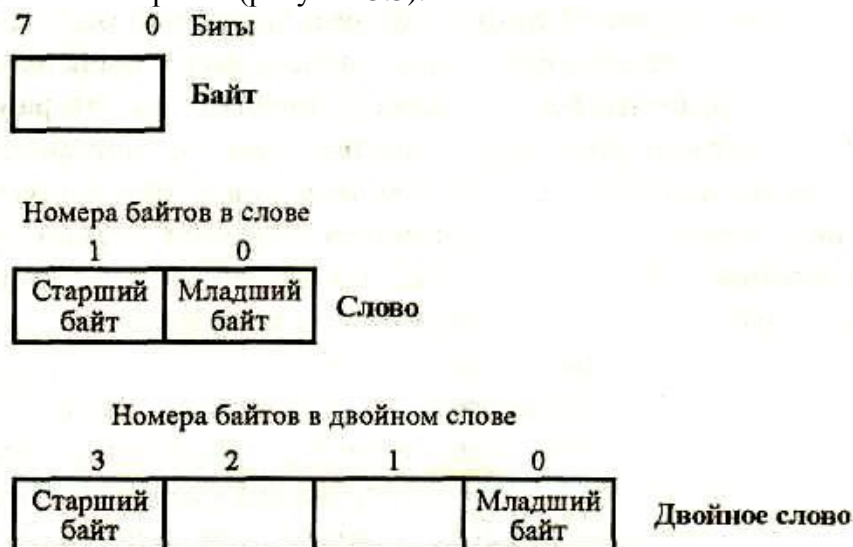 7 0 Биты
Байт
Номера байтов в слове
1 0
Старший Младший
байт байт
Слово
Номера байтов в двойном слове
3 2 1 0
Старший Младший
байт байт
Двойное слово